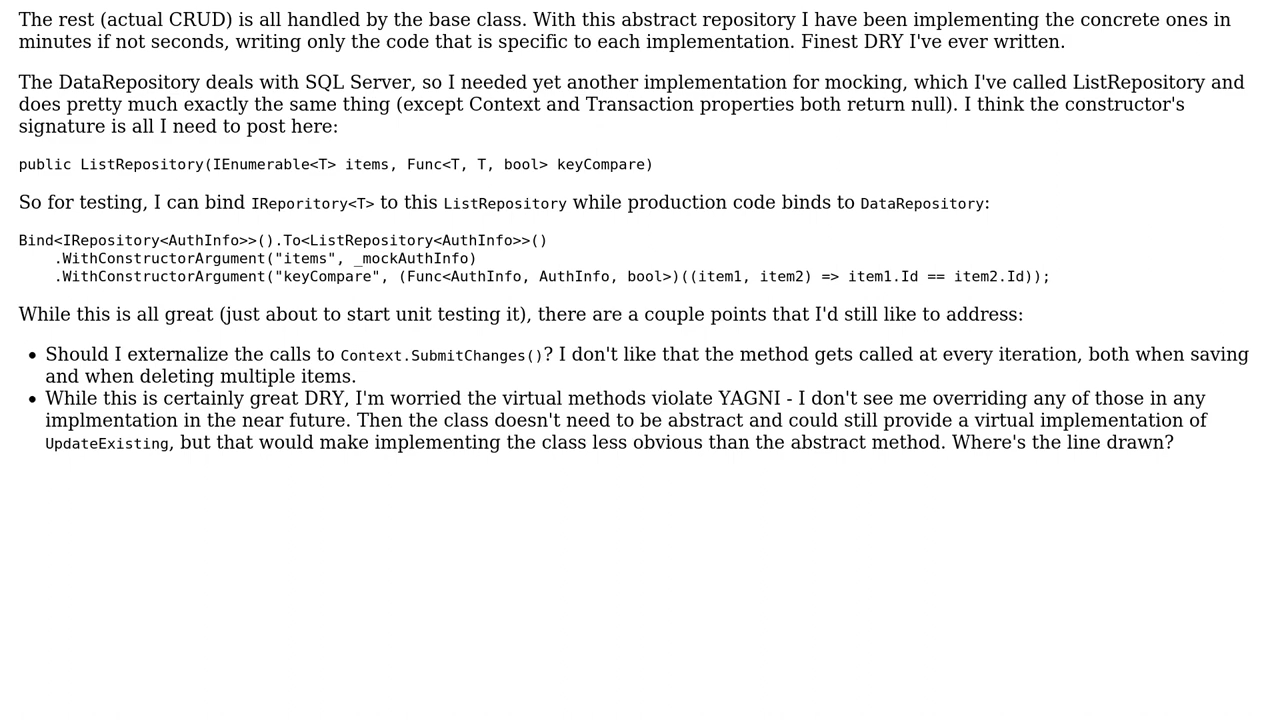 The rest (actual CRUD) is all handled by the base class. With this abstract repository I have been implementing the concrete ones in
minutes if not seconds, writing only the code that is specific to each implementation. Finest DRY I've ever written.
The DataRepository deals with SQL Server, so I needed yet another implementation for mocking, which I've called ListRepository and
does pretty much exactly the same thing (except Context and Transaction properties both return null). I think the constructor's
signature is all I need to post here:
public ListRepository(IEnumerable<T> items, Func<T, T, bool> keyCompare)
So for testing, I can bind IReporitory<T> to this ListRepository while production code binds to DataRepository:
Bind<IRepository<AuthInfo>>().To<ListRepository<AuthInfo>>()
    .WithConstructorArgument("items", _mockAuthInfo)
    .WithConstructorArgument("keyCompare", (Func<AuthInfo, AuthInfo, bool>)((item1, item2) => item1.Id == item2.Id));
While this is all great (just about to start unit testing it), there are a couple points that I'd still like to address:
• Should I externalize the calls to Context.SubmitChanges()? I don't like that the method gets called at every iteration, both when saving
and when deleting multiple items.
• While this is certainly great DRY, I'm worried the virtual methods violate YAGNI - I don't see me overriding any of those in any
implmentation in the near future. Then the class doesn't need to be abstract and could still provide a virtual implementation of
UpdateExisting, but that would make implementing the class less obvious than the abstract method. Where's the line drawn?